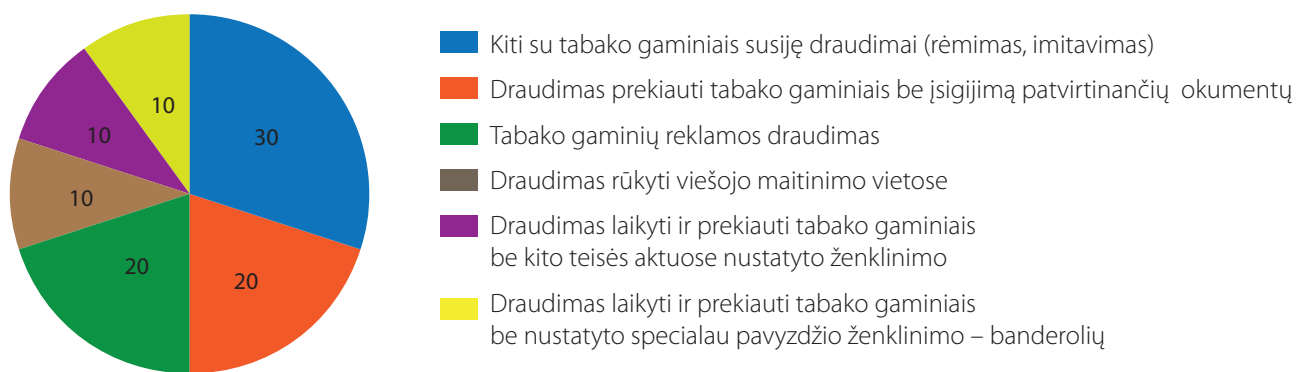 10
10
30
10
20
20
Kiti su tabako gaminiais susiję draudimai (rėmimas, imitavimas)
Draudimas prekiauti tabako gaminiais be įsigijimą patvirtinančių okumentų
Tabako gaminių reklamos draudimas
Draudimas rūkyti viešojo maitinimo vietose
Draudimas laikyti ir prekiauti tabako gaminiais
be kito teisės aktuose nustatyto ženklinimo
Draudimas laikyti ir prekiauti tabako gaminiais
be nustatyto specialau pavyzdžio ženklinimo – banderolių